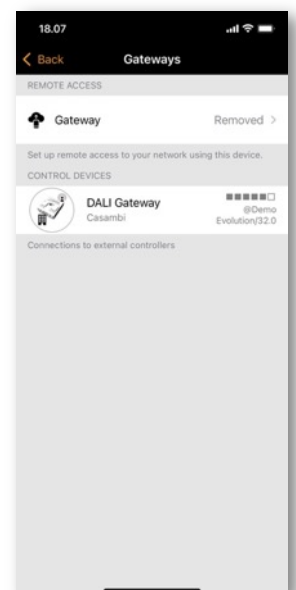 18.07
Back Gateways
REMOTE ACCESS
Gateway Removed
Set up remote access to your network using this device.
CONTROL DEVICES
DALI Gateway
Casambi
@Demo
Evolution/32.0
Connections to external controllers